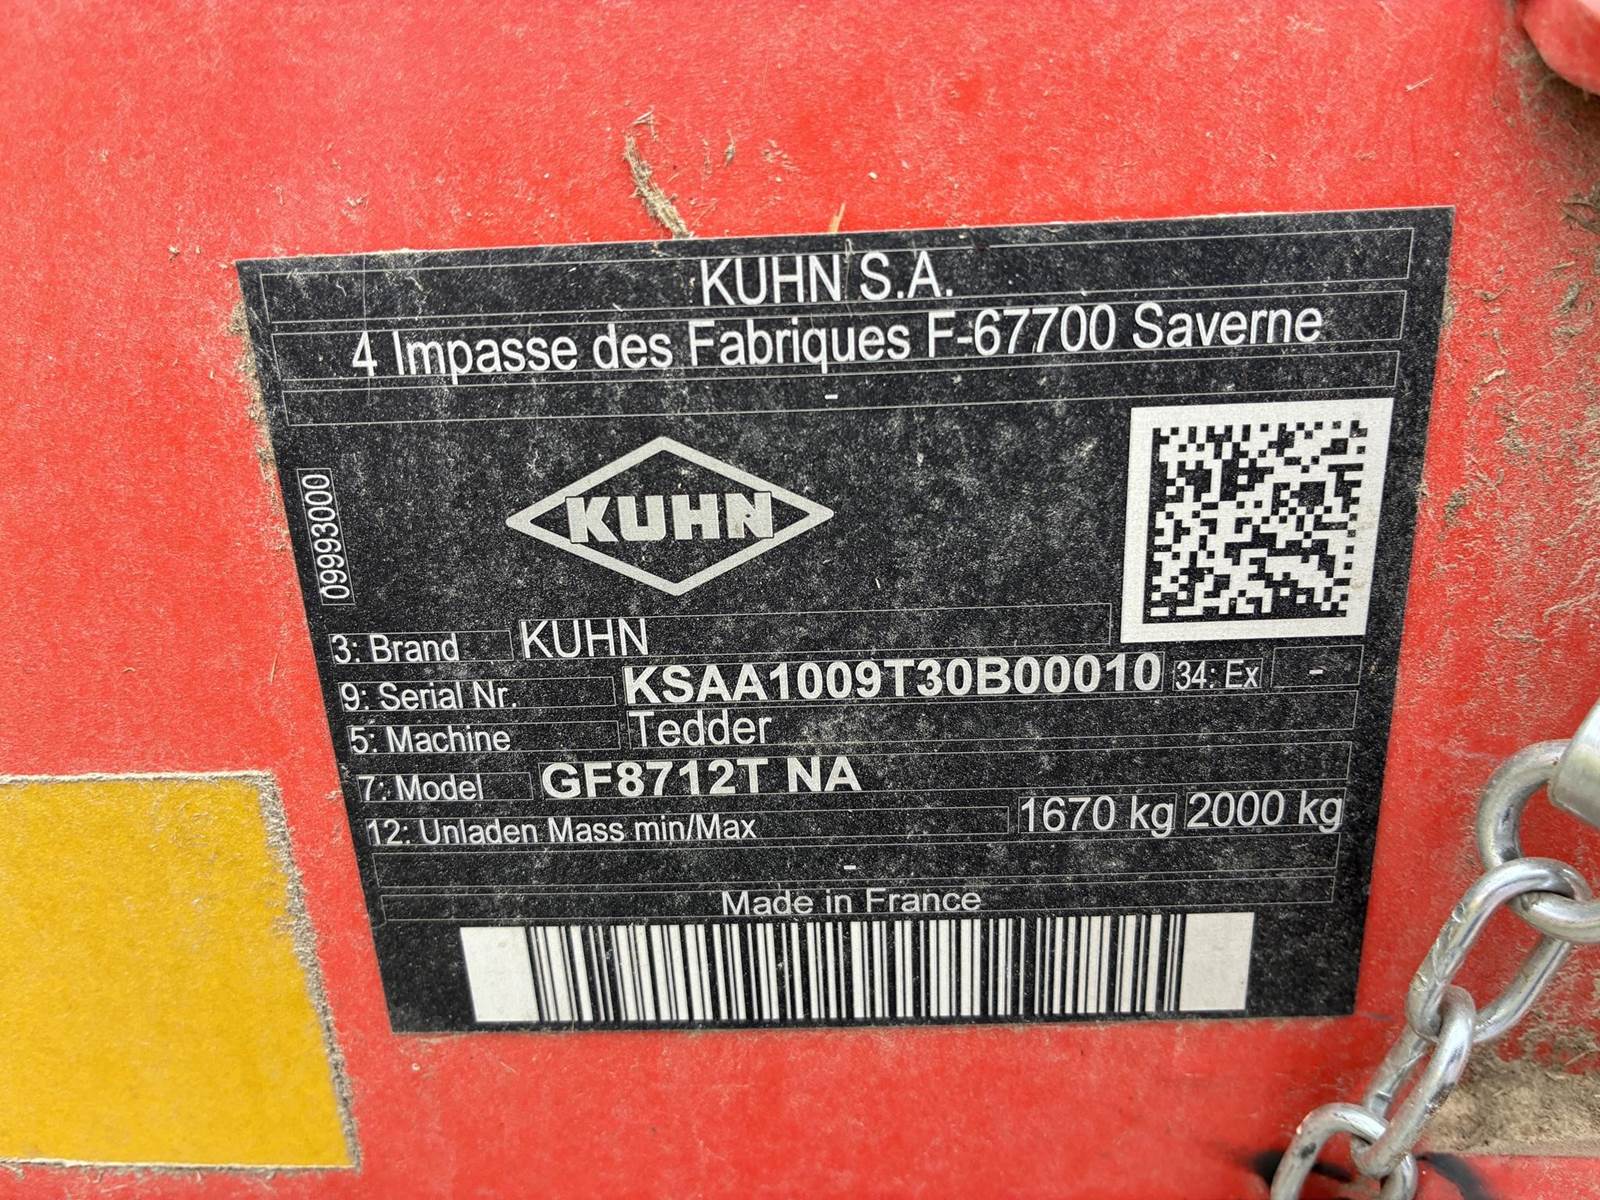 KUHN S.A.
4 Impasse des Fabriques F-67700 Saverne
-
KUHN
09993000
3: Brand KUHN
9: Serial Nr. KSAA1009T30B00010 34: Ex -
5: Machine Tedder
7: Model GF8712T NA
12: Unladen Mass min/Max 1670 kg 2000 kg
-
Made in France